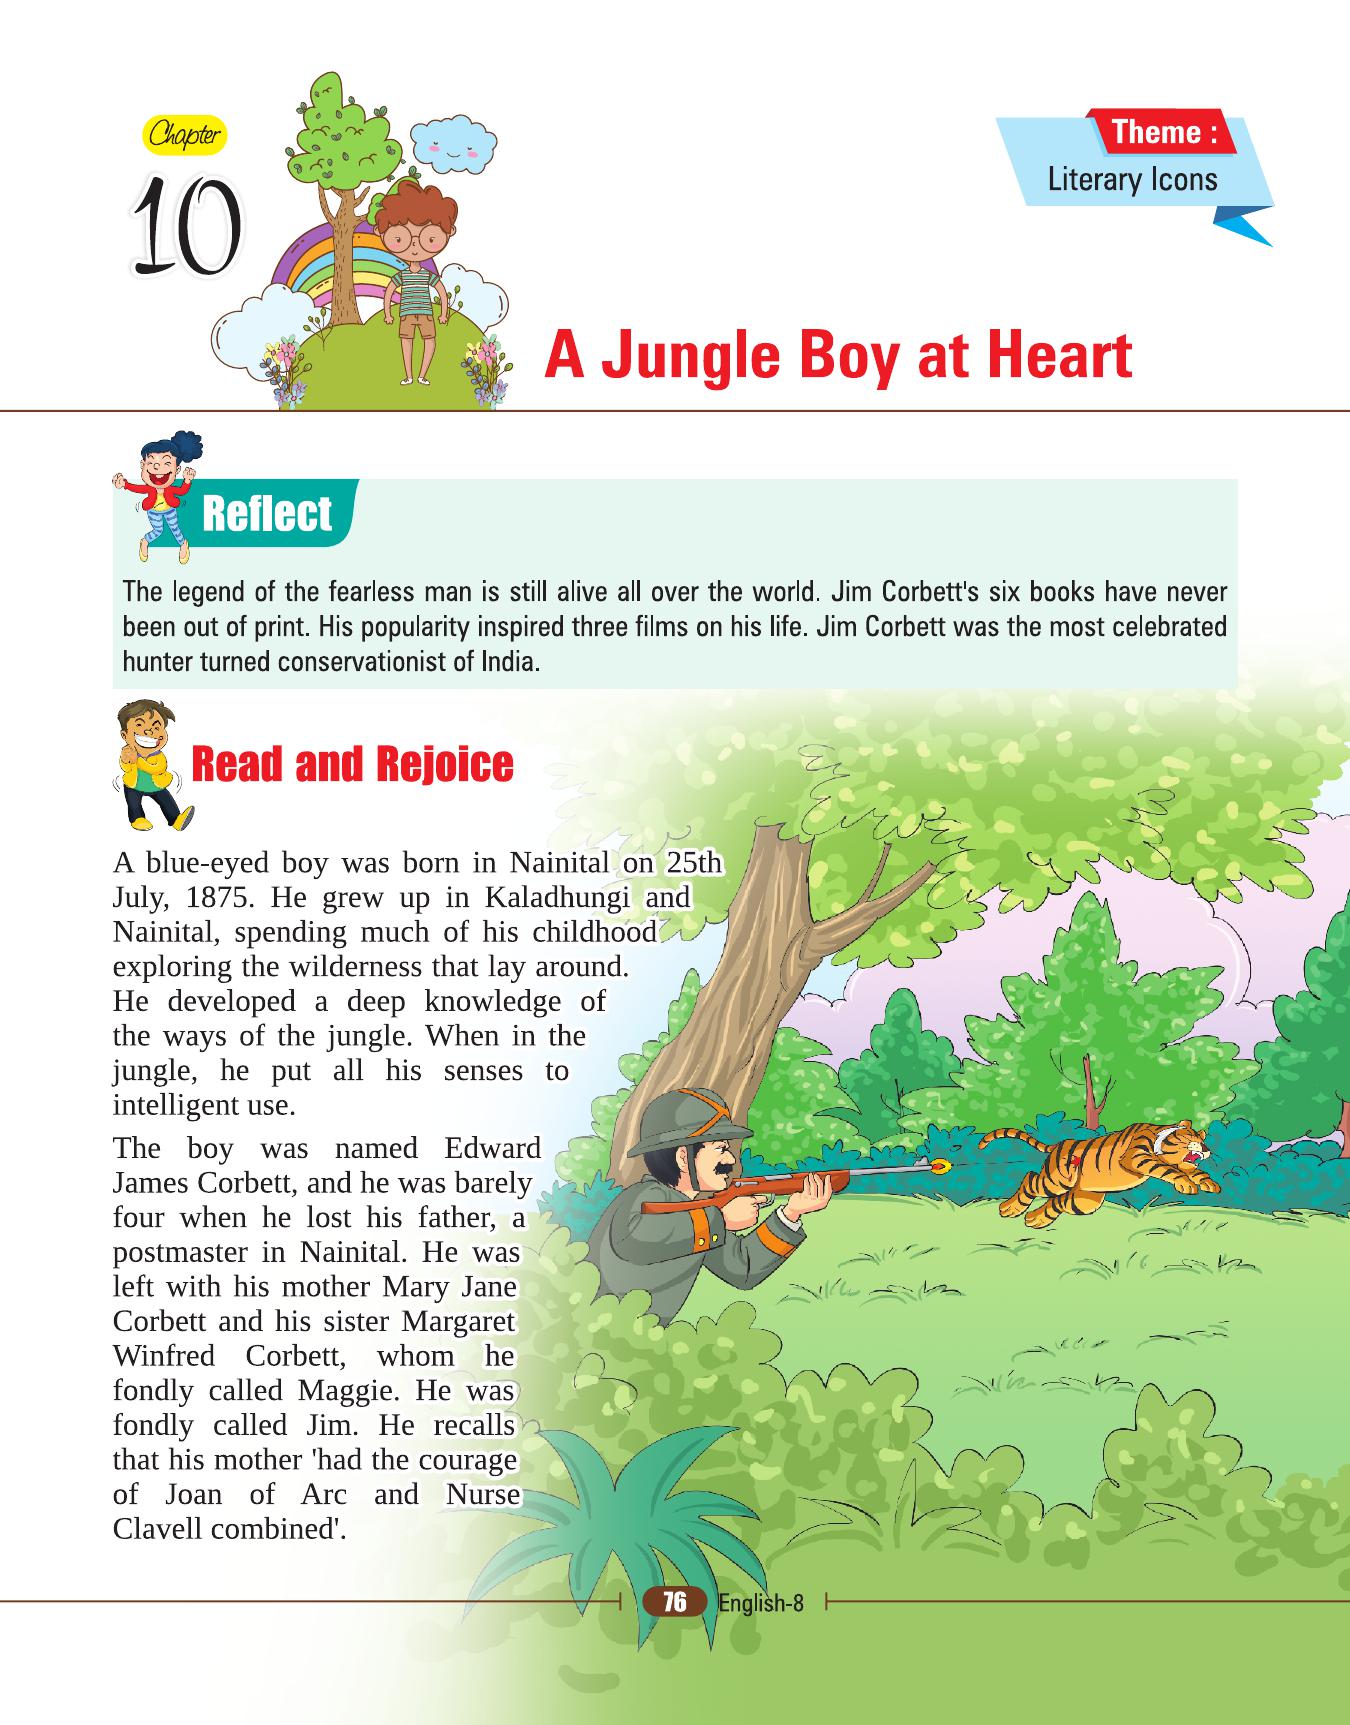 Chapter
10
Theme :
Literary Icons
A Jungle Boy at Heart
Reflect
The legend of the fearless man is still alive all over the world. Jim Corbett's six books have never
been out of print. His popularity inspired three films on his life. Jim Corbett was the most celebrated
hunter turned conservationist of India.
Read and Rejoice
A blue-eyed boy was born in Nainital on 25th
July, 1875. He grew up in Kaladhungi and
Nainital, spending much of his childhood
exploring the wilderness that lay around.
He developed a deep knowledge of
the ways of the jungle. When in the
jungle, he put all his senses to
intelligent use.
The boy was named Edward
James Corbett, and he was barely
four when he lost his father, a
postmaster in Nainital. He was
left with his mother Mary Jane
Corbett and his sister Margaret
Winfred Corbett, whom he
fondly called Maggie. He was
fondly called Jim. He recalls
that his mother 'had the courage
of Joan of Arc and Nurse
Clavell combined'.
76 English-8